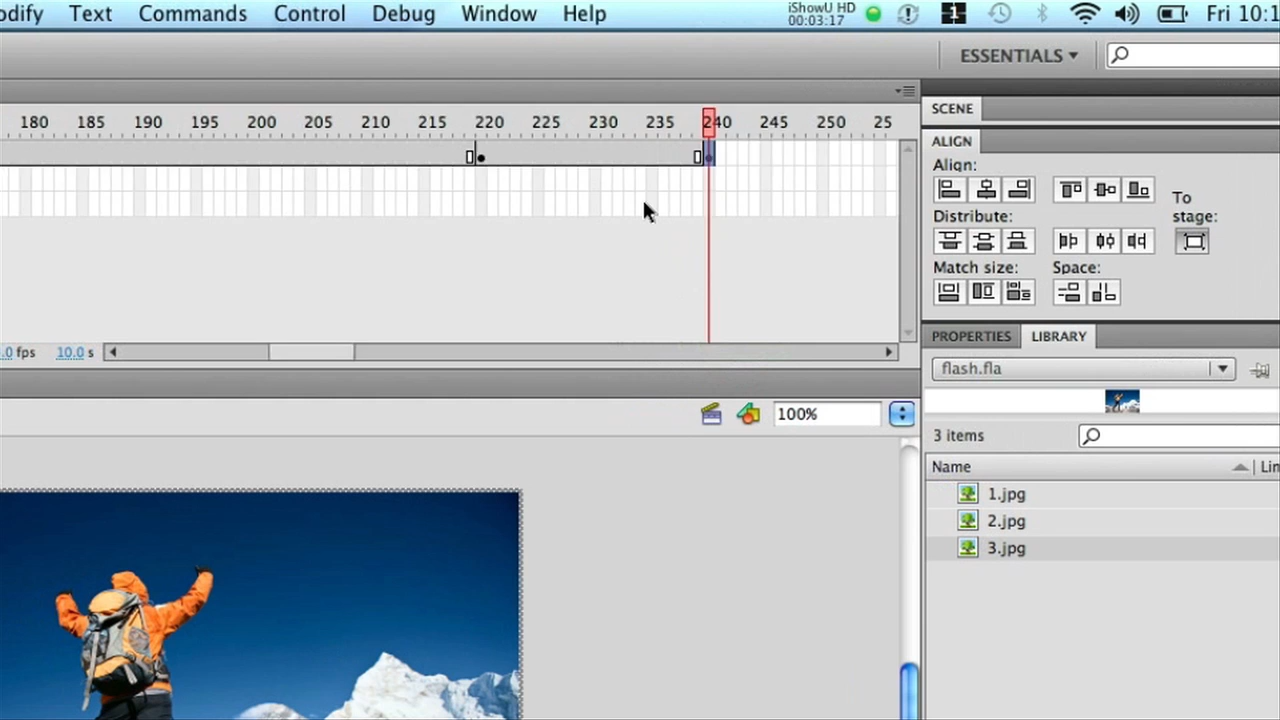 odify Text Commands Control Debug Window Help iShowU HD 00:03:17 1 Fri 10:1
ESSENTIALS
SCENE
180 185 190 195 200 205 210 215 220 225 230 235 240 245 250 25
ALIGN
Align:
To stage:
Distribute:
Match size: Space:
PROPERTIES LIBRARY
.0 fps 10.0 s
flash.fla
100%
3 items
Name Lin
1.jpg
2.jpg
3.jpg